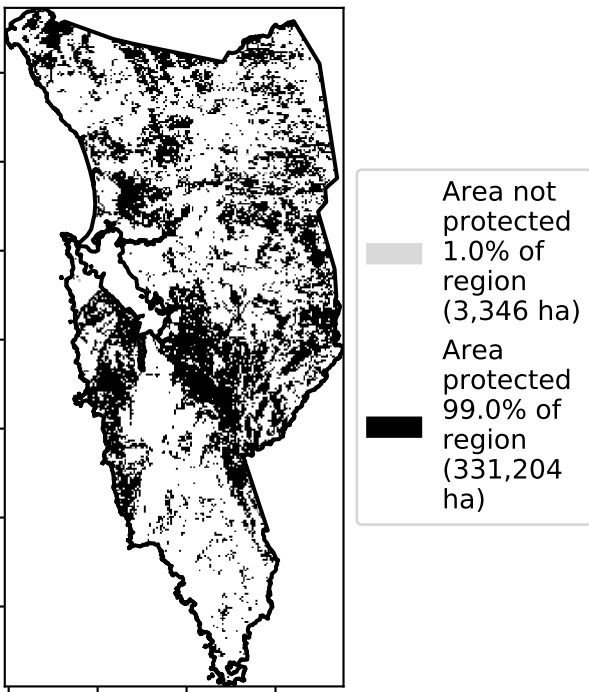 Area not
protected
1.0% of
region
(3,346 ha)
Area
protected
99.0% of
region
(331,204
ha)